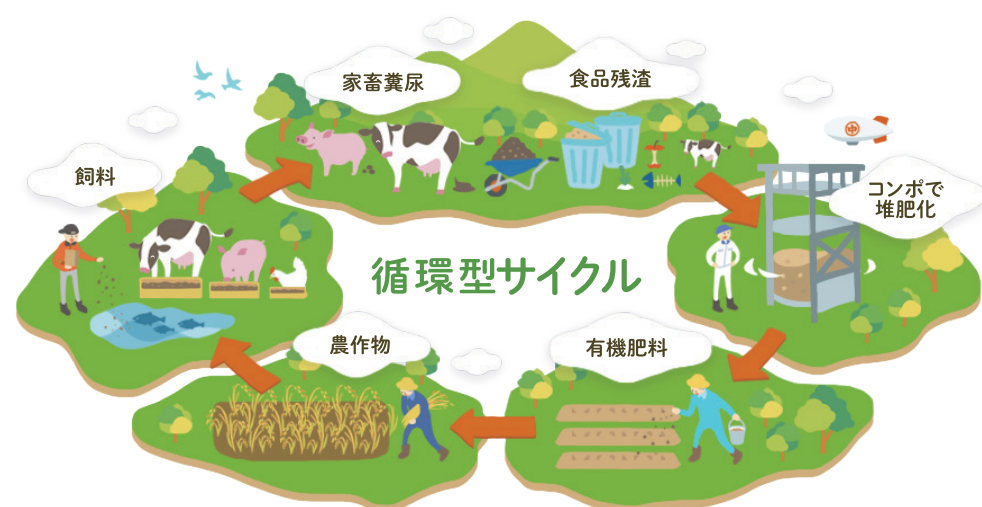 家畜糞尿
食品残渣
飼料
中
コンポで
堆肥化
循環型サイクル
農作物
有機肥料